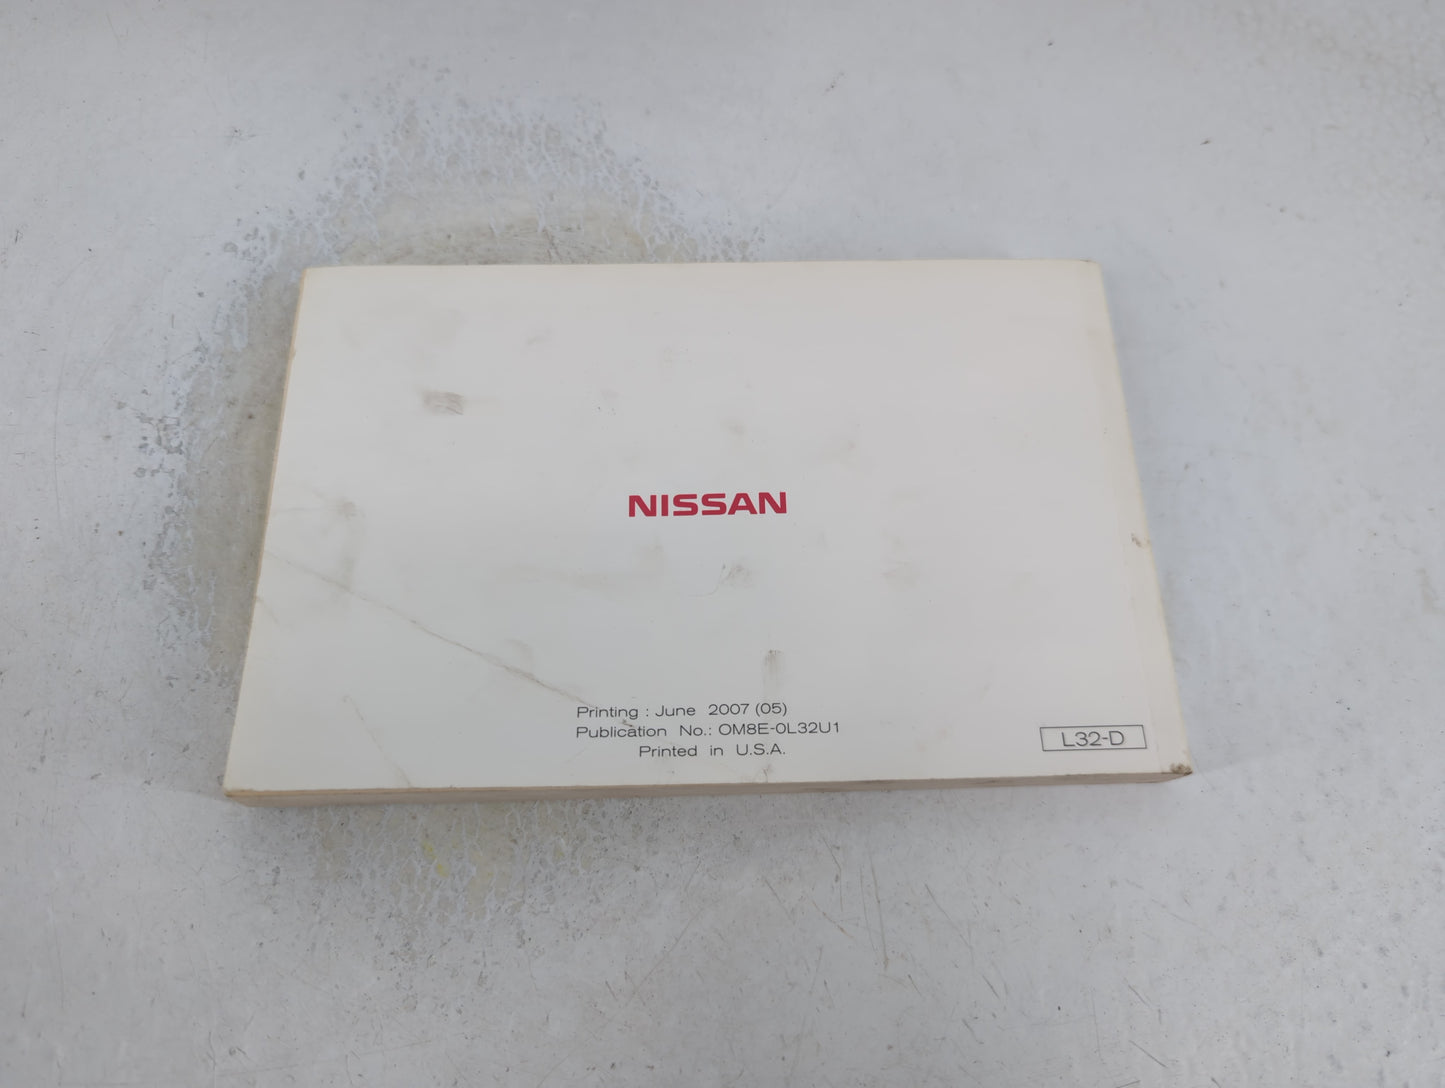 NISSAN
Printing : June 2007 (05)
Publication No.: OM8E-0L32U1
Printed in U.S.A.
L32-D